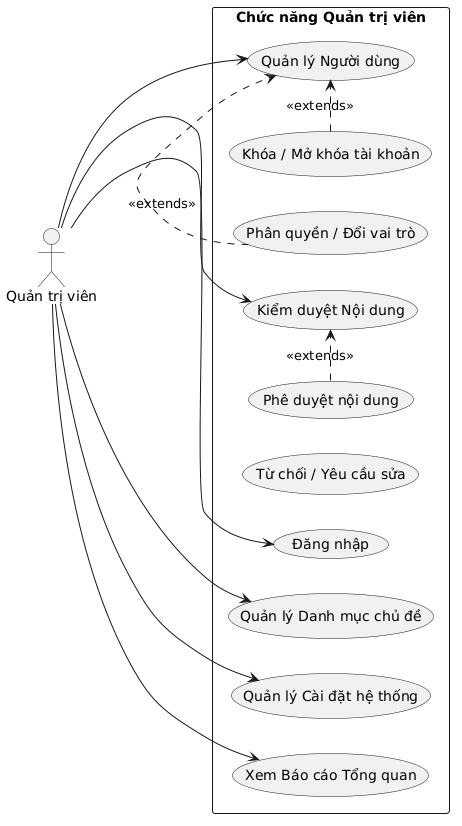 Chức năng Quản trị viên
Quản lý Người dùng
«extends»
Khóa / Mở khóa tài khoản
«extends»
Phân quyền / Đổi vai trò
Quản trị viên
Kiểm duyệt Nội dung
«extends»
Phê duyệt nội dung
Từ chối / Yêu cầu sửa
Đăng nhập
Quản lý Danh mục chủ đề
Quản lý Cài đặt hệ thống
Xem Báo cáo Tổng quan